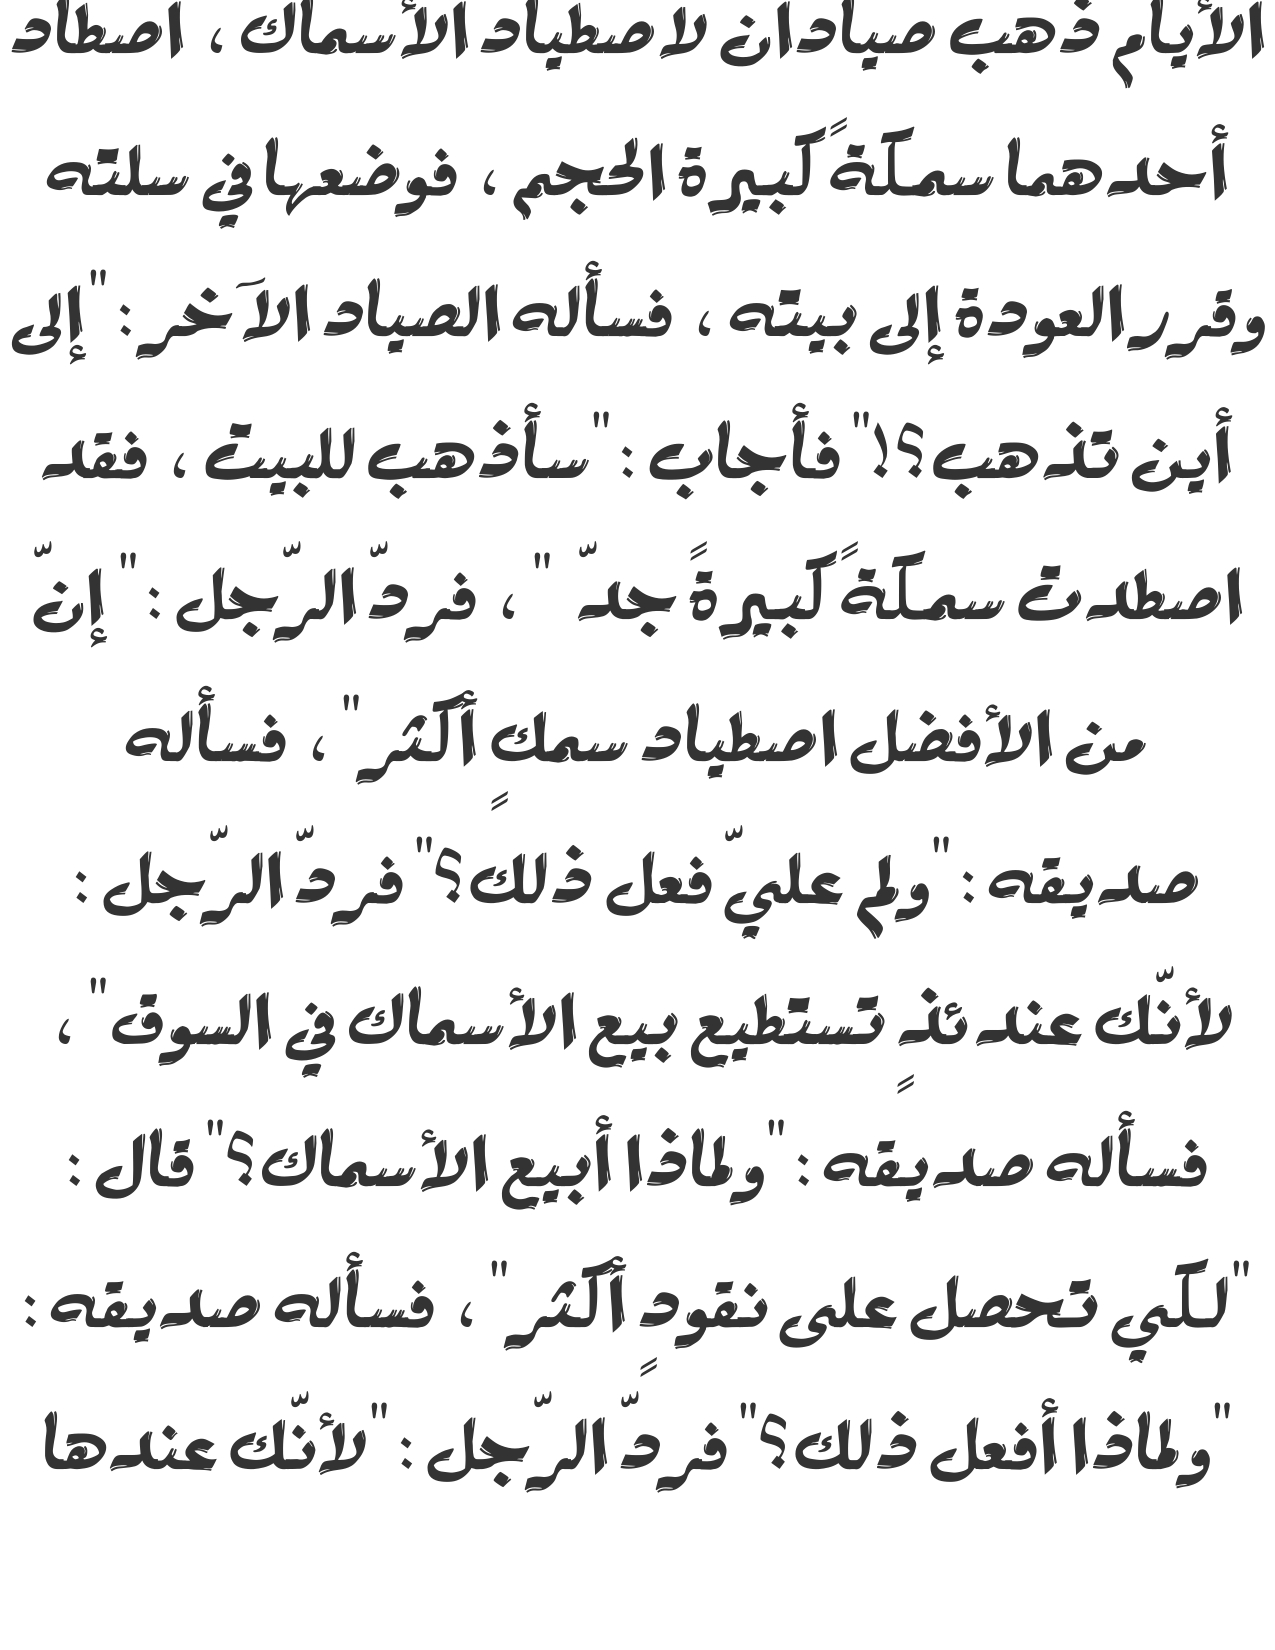 الأيام ذهب صيادان لاصطياد الأسماك، اصطاد
أحدهما سمكةً كبيرة الحجم، فوضعها في سلته
وقرر العودة إلى بيته، فسأله الصياد الآخر: "إلى
أين تذهب؟!" فأجاب: "سأذهب للبيت، فقد
اصطدت سمكةً كبيرةً جدّ "، فردّ الرّجل: " إنّ
من الأفضل اصطياد سمكٍ أكثر"، فسأله
صديقه: "ولم عليّ فعل ذلك؟" فردّ الرّجل:
لأنّك عندئذٍ تستطيع بيع الأسماك في السوق"،
فسأله صديقه: "ولماذا أبيع الأسماك؟" قال:
"لكي تحصل على نقودٍ أكثر"، فسأله صديقه:
"ولماذا أفعل ذلك؟" فردّ الرّجل: "لأنّك عندها